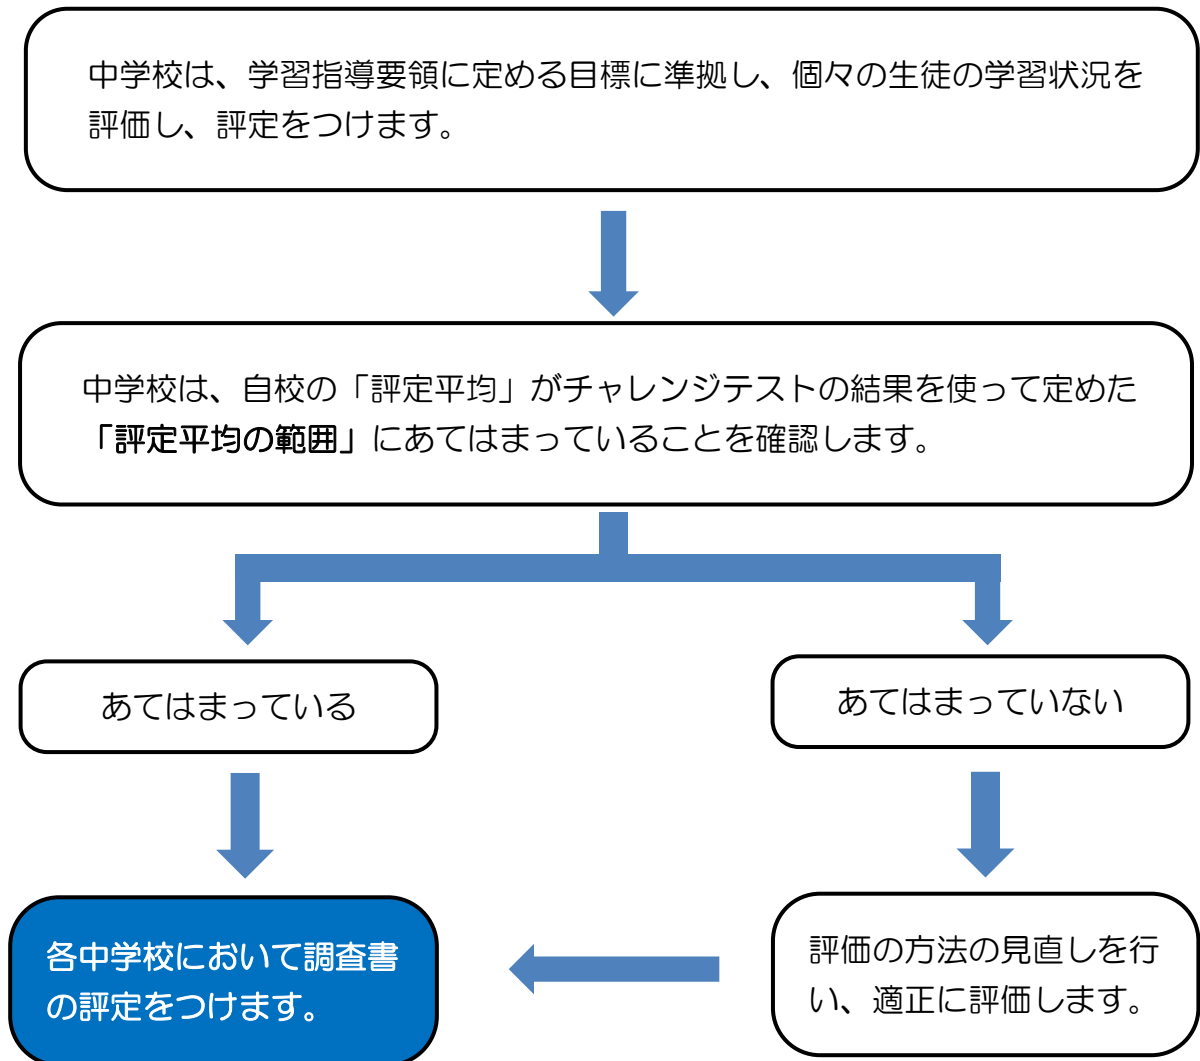 中学校は、学習指導要領に定める目標に準拠し、個々の生徒の学習状況を
評価し、評定をつけます。
中学校は、自校の「評定平均」がチャレンジテストの結果を使って定めた
「評定平均の範囲」にあてはまっていることを確認します。
あてはまっている
あてはまっていない
各中学校において調査書
の評定をつけます。
評価の方法の見直しを行
い、適正に評価します。